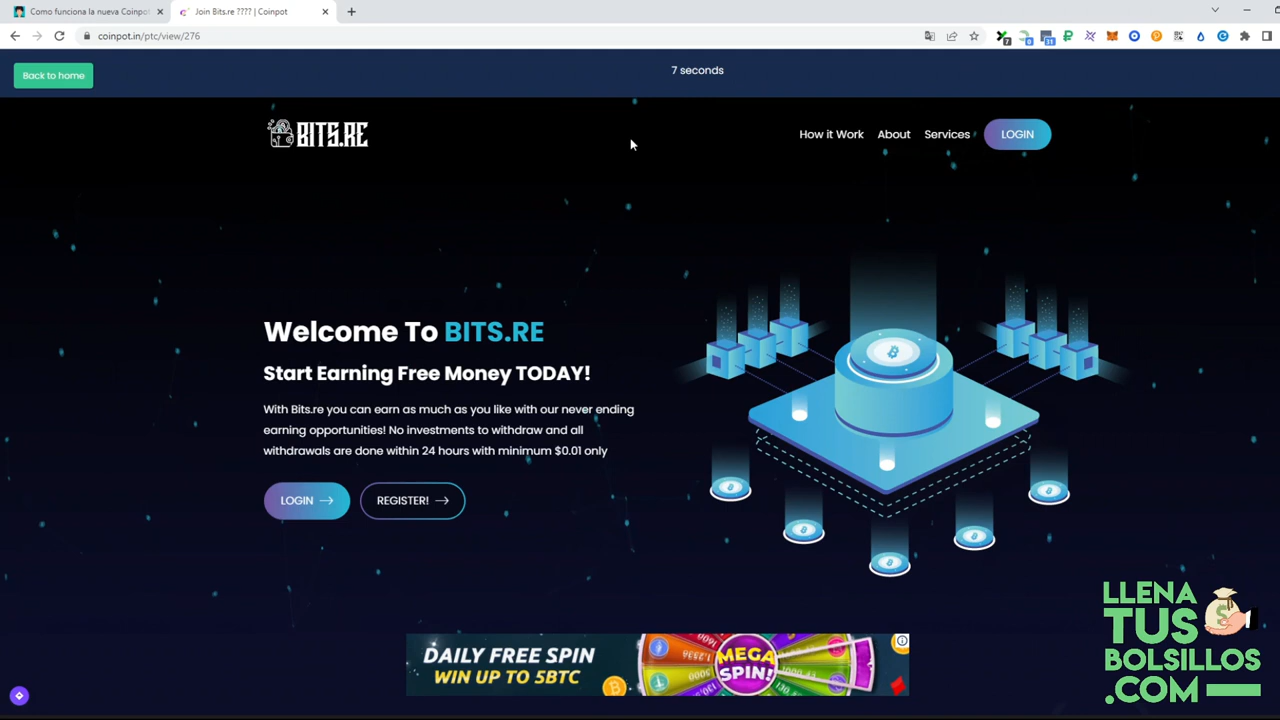 Como funciona la nueva Coinpot
Join Bits.re ???? | Coinpot
coinpot.in/ptc/view/276
7
8
31
Back to home
7 seconds
BITS.RE
How it Work
About
Services
LOGIN
Welcome To BITS.RE
Start Earning Free Money TODAY!
With Bits.re you can earn as much as you like with our never ending
earning opportunities! No investments to withdraw and all
withdrawals are done within 24 hours with minimum $0.01 only
LOGIN
REGISTER!
DAILY FREE SPIN
WIN UP TO 5BTC
MEGA
SPIN!
LLENA
TUS
BOLSILLOS
.COM